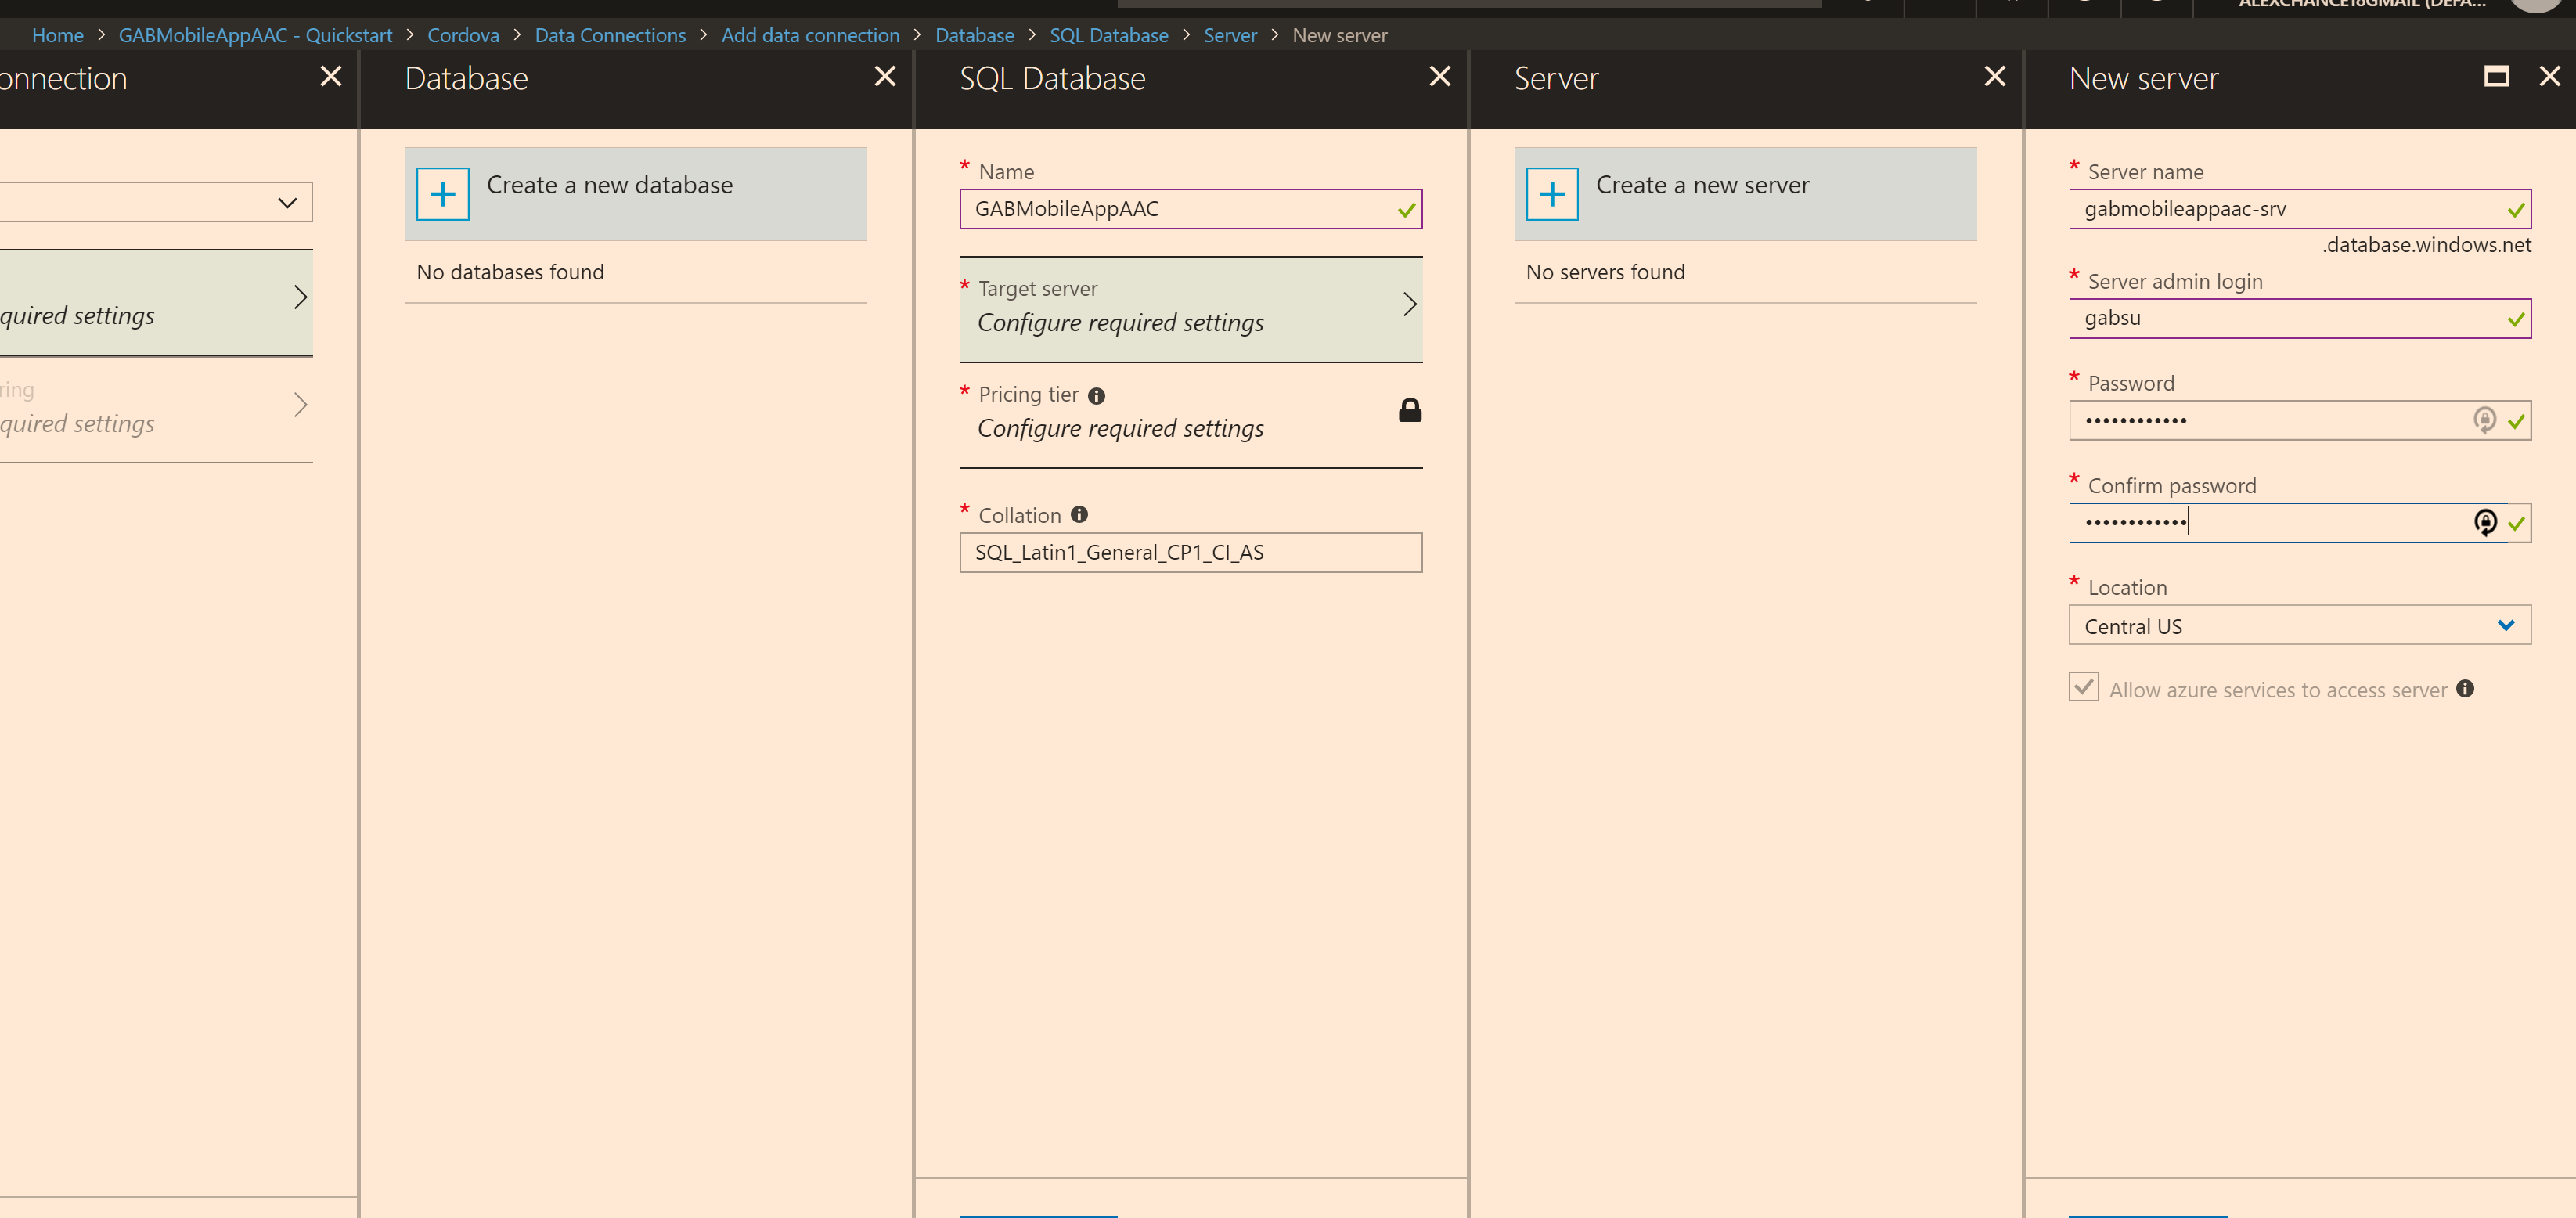 ALEXCHANCE18GMAIL (DEFA...
Home > GABMobileAppAAC - Quickstart > Cordova > Data Connections > Add data connection > Database > SQL Database > Server > New server
onnection
quired settings
ring
quired settings
Database
Create a new database
No databases found
SQL Database
* Name
GABMobileAppAAC
* Target server
Configure required settings
* Pricing tier
Configure required settings
* Collation
SQL_Latin1_General_CP1_CI_AS
Server
Create a new server
No servers found
New server
* Server name
gabmobileappaac-srv
.database.windows.net
* Server admin login
gabsu
* Password
••••••••••••
* Confirm password
••••••••••••
* Location
Central US
Allow azure services to access server